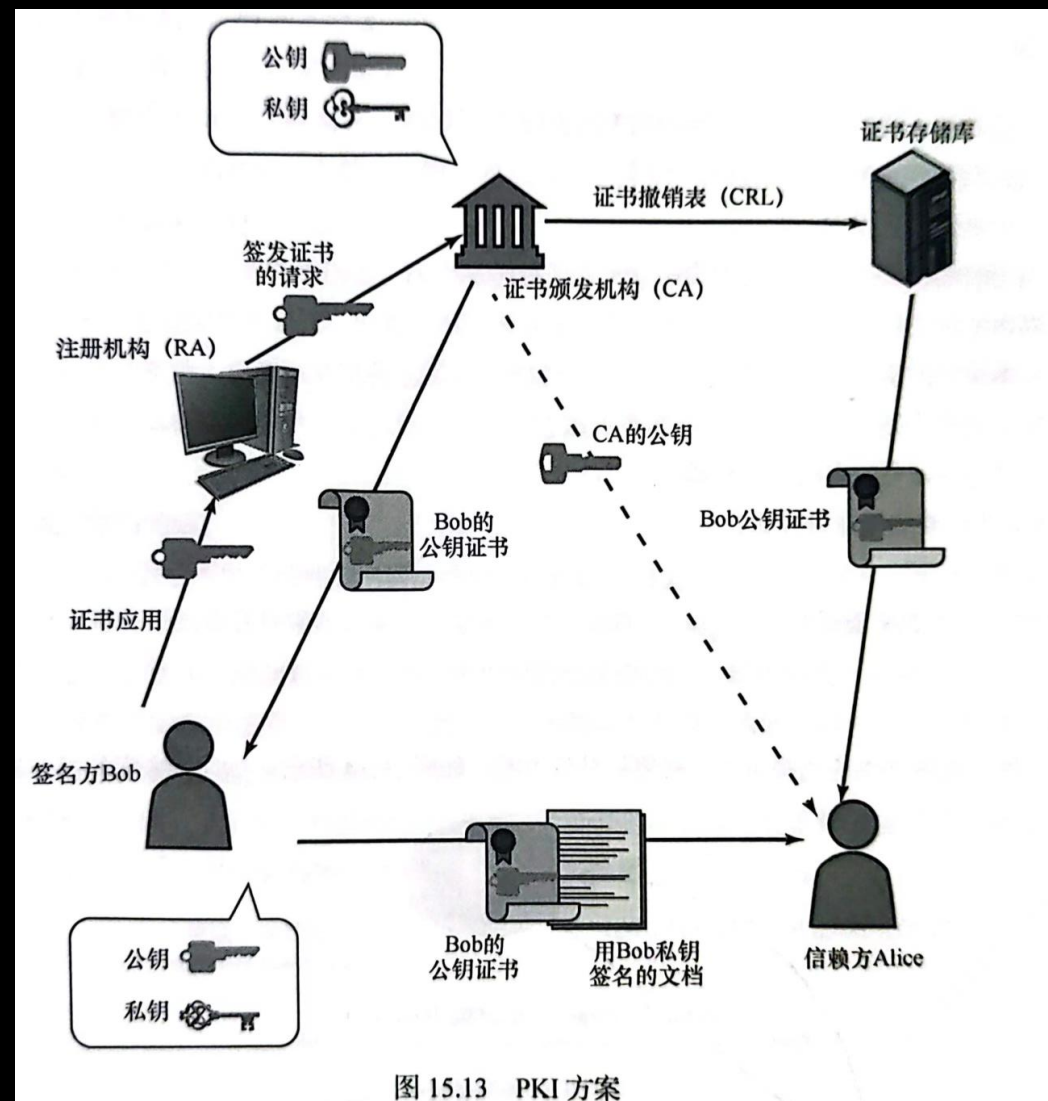 公钥
私钥
证书存储库
证书撤销表（CRL）
签发证书
的请求
证书颁发机构（CA）
注册机构（RA）
CA的公钥
Bob的
公钥证书
Bob公钥证书
证书应用
签名方Bob
公钥
私钥
Bob的
公钥证书
用Bob私钥
签名的文档
信赖方Alice
图 15.13 PKI 方案